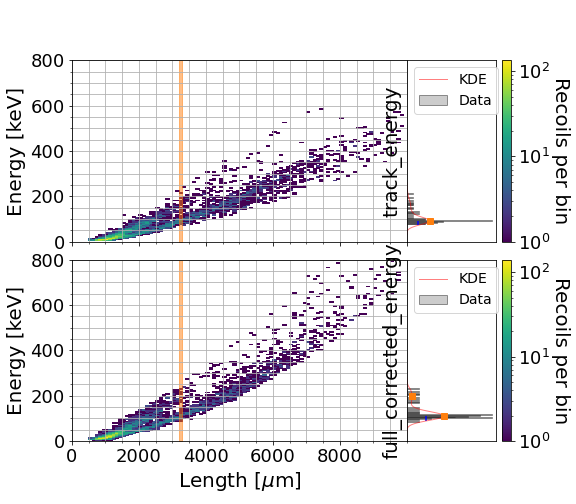 800
600
400
200
0
Energy [keV]
track_energy
KDE
Data
10²
10¹
10⁰
Recoils per bin
800
600
400
200
0
Energy [keV]
full_corrected_energy
KDE
Data
10²
10¹
10⁰
Recoils per bin
0
2000
4000
6000
8000
Length [μm]